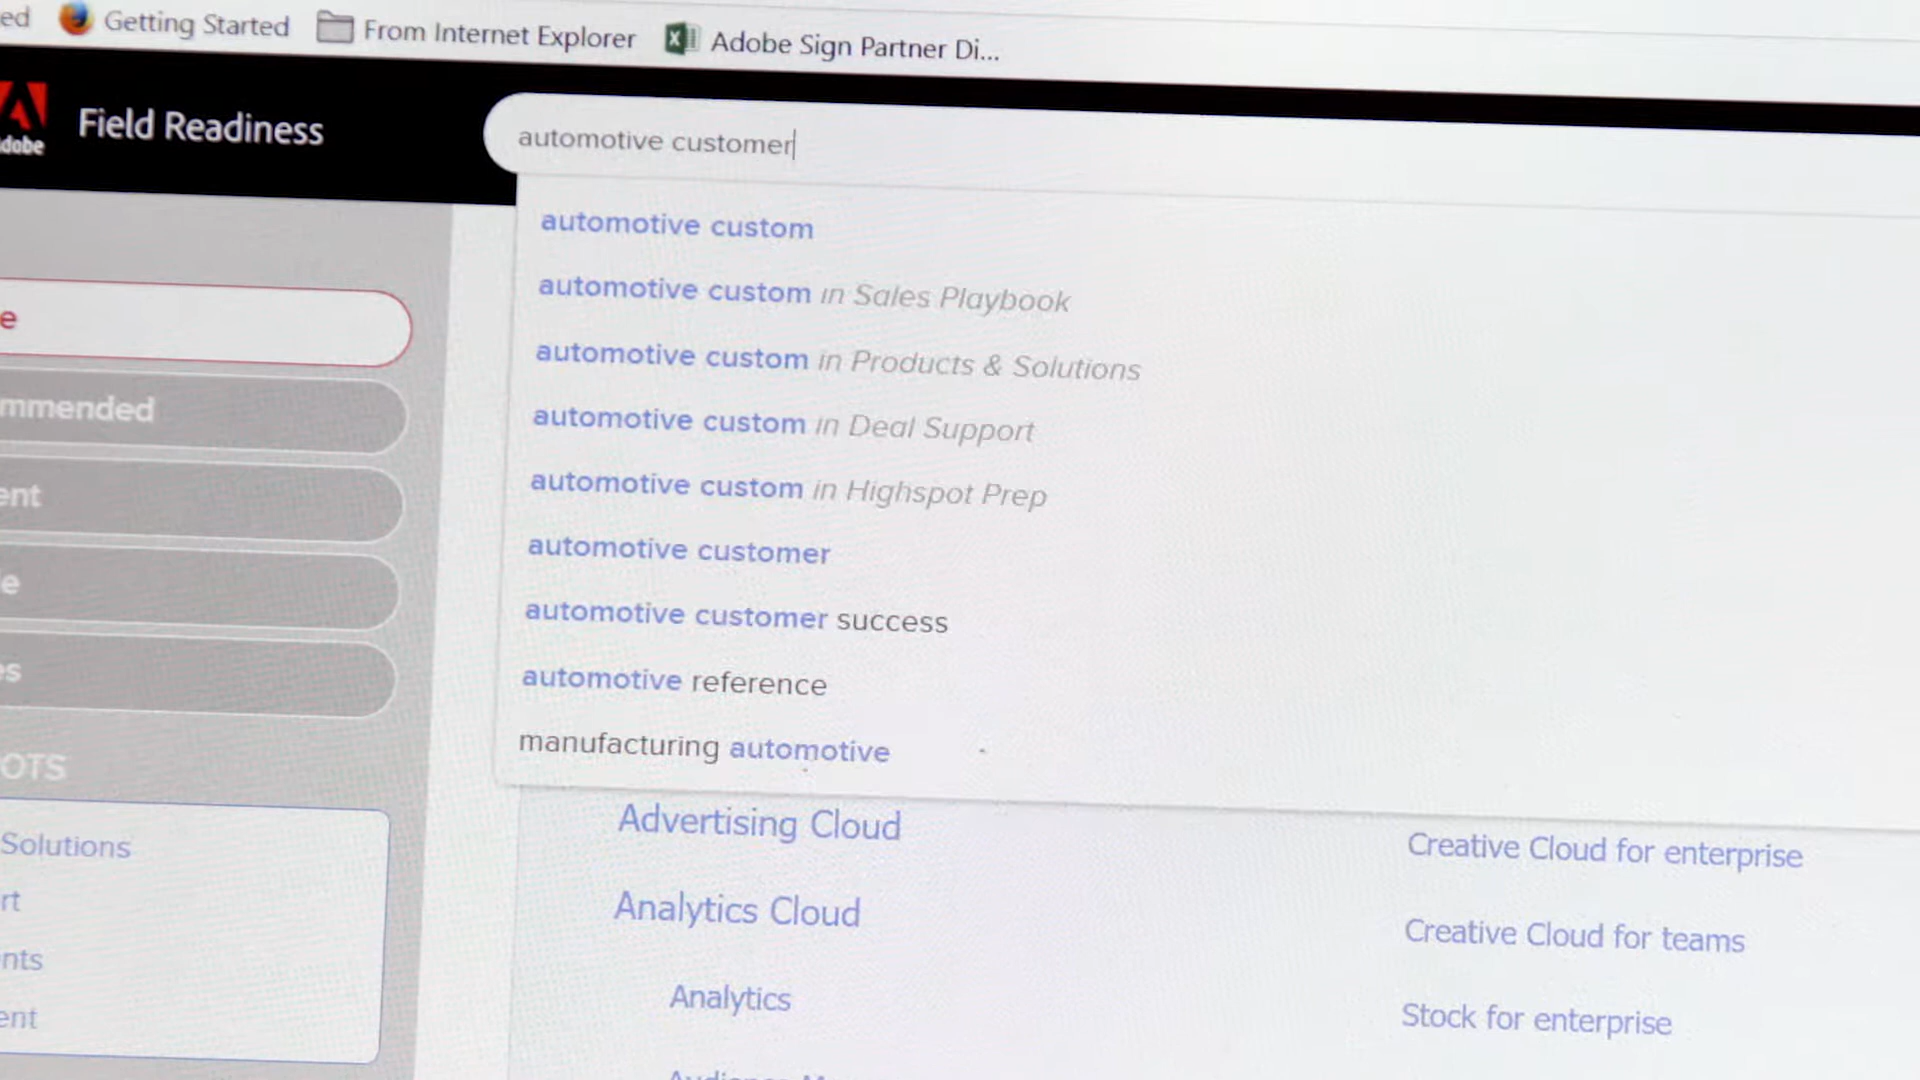 ed Getting Started From Internet Explorer Adobe Sign Partner Di...
Adobe Field Readiness
automotive customer
automotive custom
automotive custom in Sales Playbook
automotive custom in Products & Solutions
automotive custom in Deal Support
automotive custom in Highspot Prep
automotive customer
automotive customer success
automotive reference
manufacturing automotive
e
mmended
ent
e
es
OTS
Solutions
rt
nts
ent
Advertising Cloud
Analytics Cloud
Analytics
Creative Cloud for enterprise
Creative Cloud for teams
Stock for enterprise